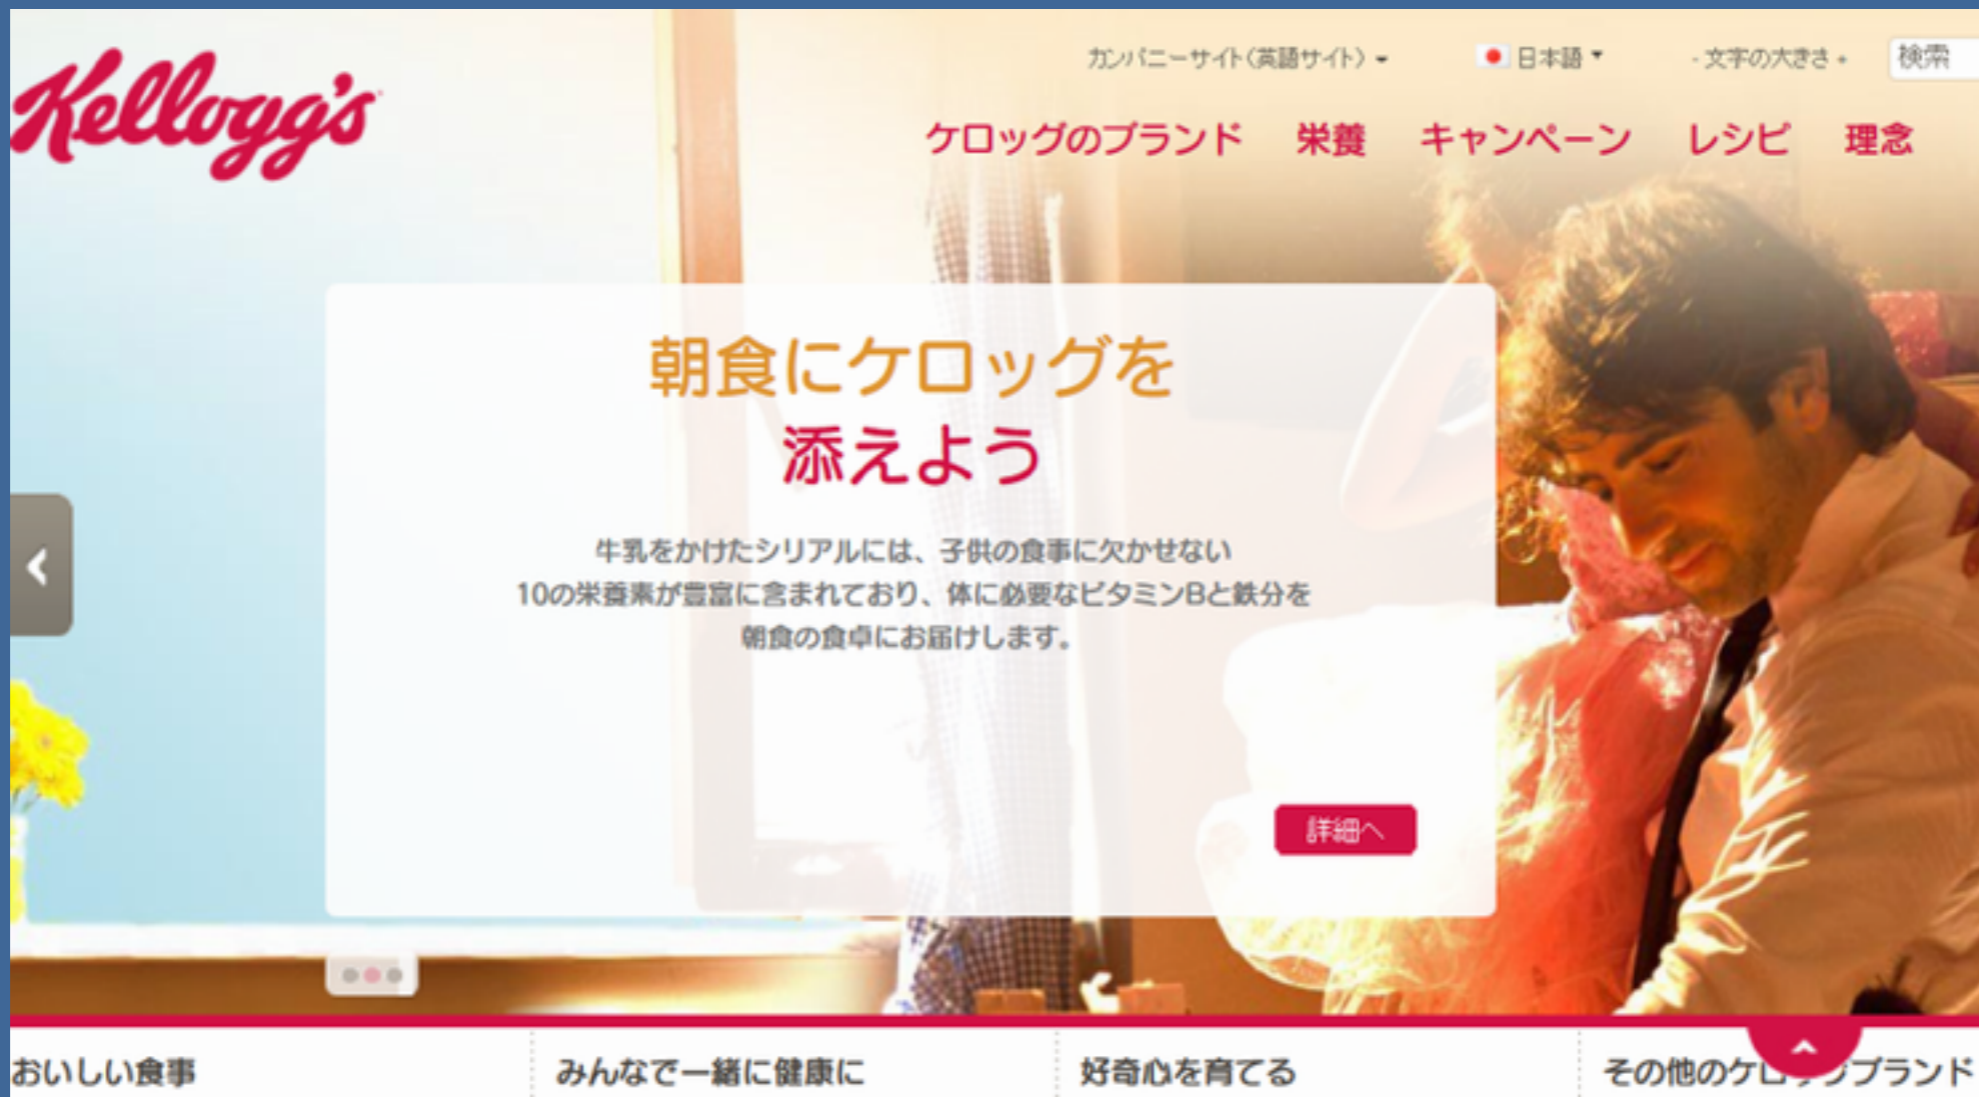 Kellogg's
カンパニーサイト(英語サイト)
日本語
- 文字の大きさ +
検索
ケロッグのブランド 栄養 キャンペーン レシピ 理念
朝食にケロッグを
添えよう
牛乳をかけたシリアルには、子供の食事に欠かせない
10の栄養素が豊富に含まれており、体に必要なビタミンBと鉄分を
朝食の食卓にお届けします。
詳細へ
おいしい食事
みんなで一緒に健康に
好奇心を育てる
その他のケロッグブランド